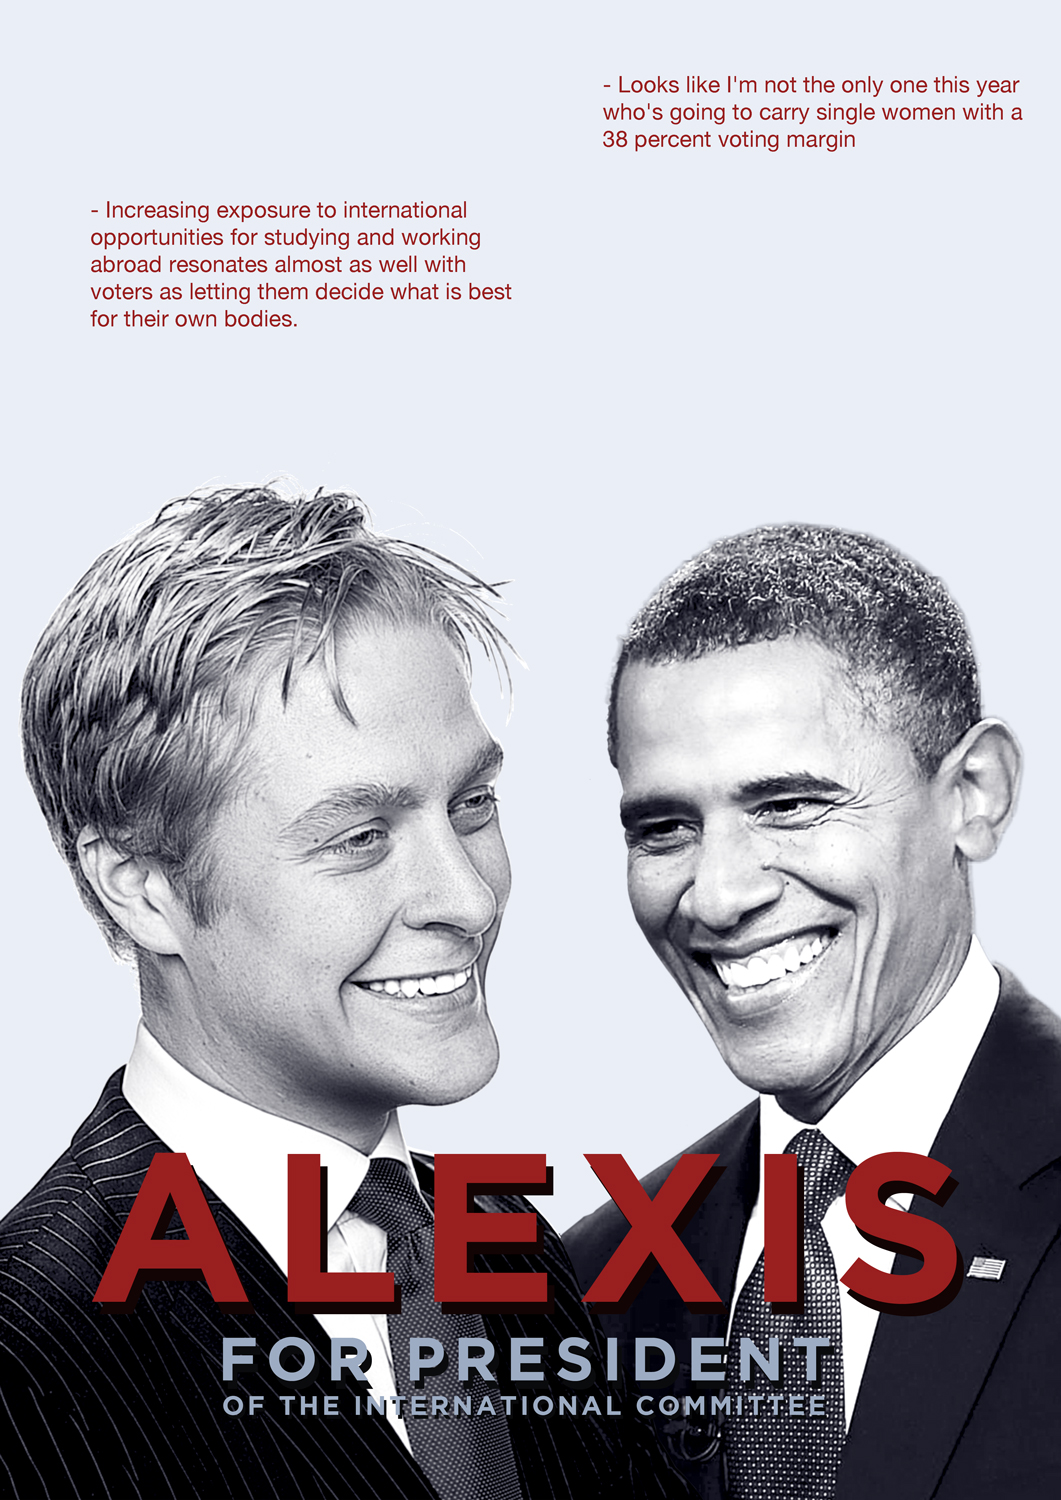 - Looks like I'm not the only one this year
who's going to carry single women with a
38 percent voting margin
- Increasing exposure to international
opportunities for studying and working
abroad resonates almost as well with
voters as letting them decide what is best
for their own bodies.
ALEXIS
FOR PRESIDENT
OF THE INTERNATIONAL COMMITTEE